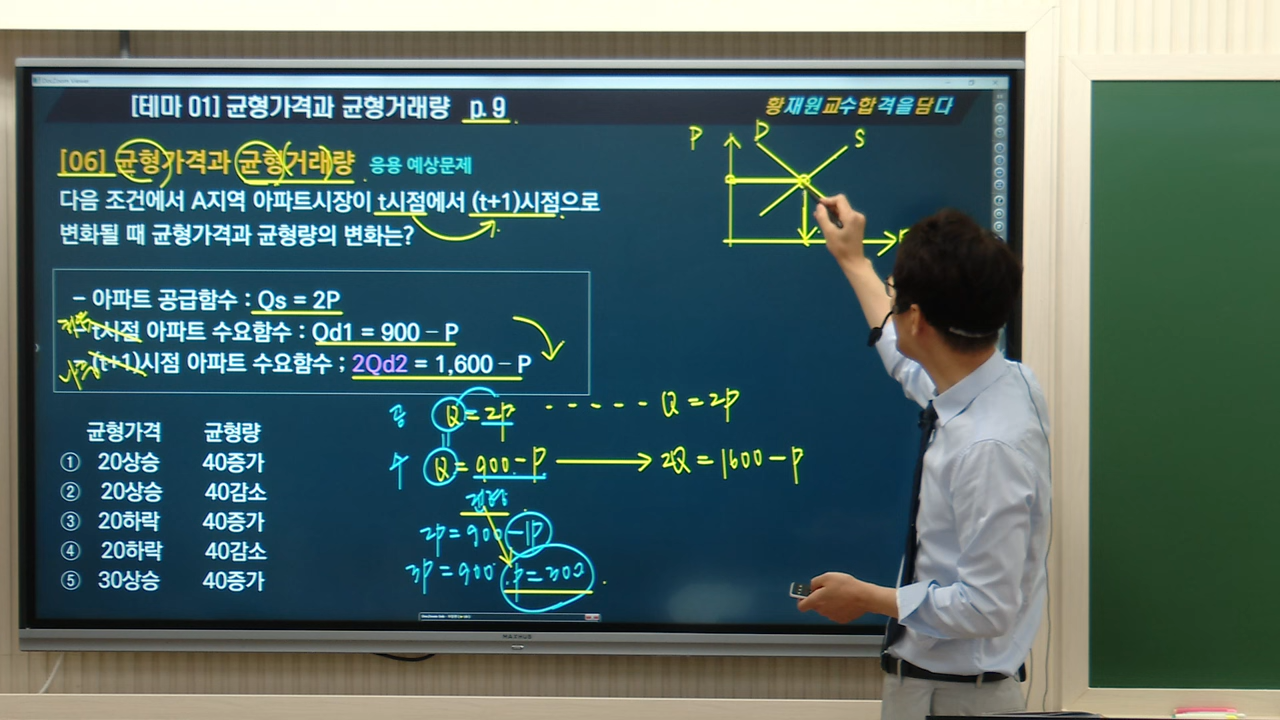 [테마 01] 균형가격과 균형거래량 p.9
황재원교수합격을담다
[06] 균형가격과 균형(거래)량 응용 예상문제
다음 조건에서 A지역 아파트시장이 t시점에서 (t+1)시점으로
변화될 때 균형가격과 균형량의 변화는?
P D S
- 아파트 공급함수 : Qs = 2P
t시점 아파트 수요함수 : Qd1 = 900 - P
- (t+1)시점 아파트 수요함수 ; 2Qd2 = 1,600 - P
균형가격 균형량
① 20상승 40증가
② 20상승 40감소
③ 20하락 40증가
④ 20하락 40감소
⑤ 30상승 40증가
공 Q = 2P ----- Q = 2P
수 Q = 900 - P → 2Q = 1600 - P
2P = 900 - 1P
3P = 900 P = 300
MAXHUB